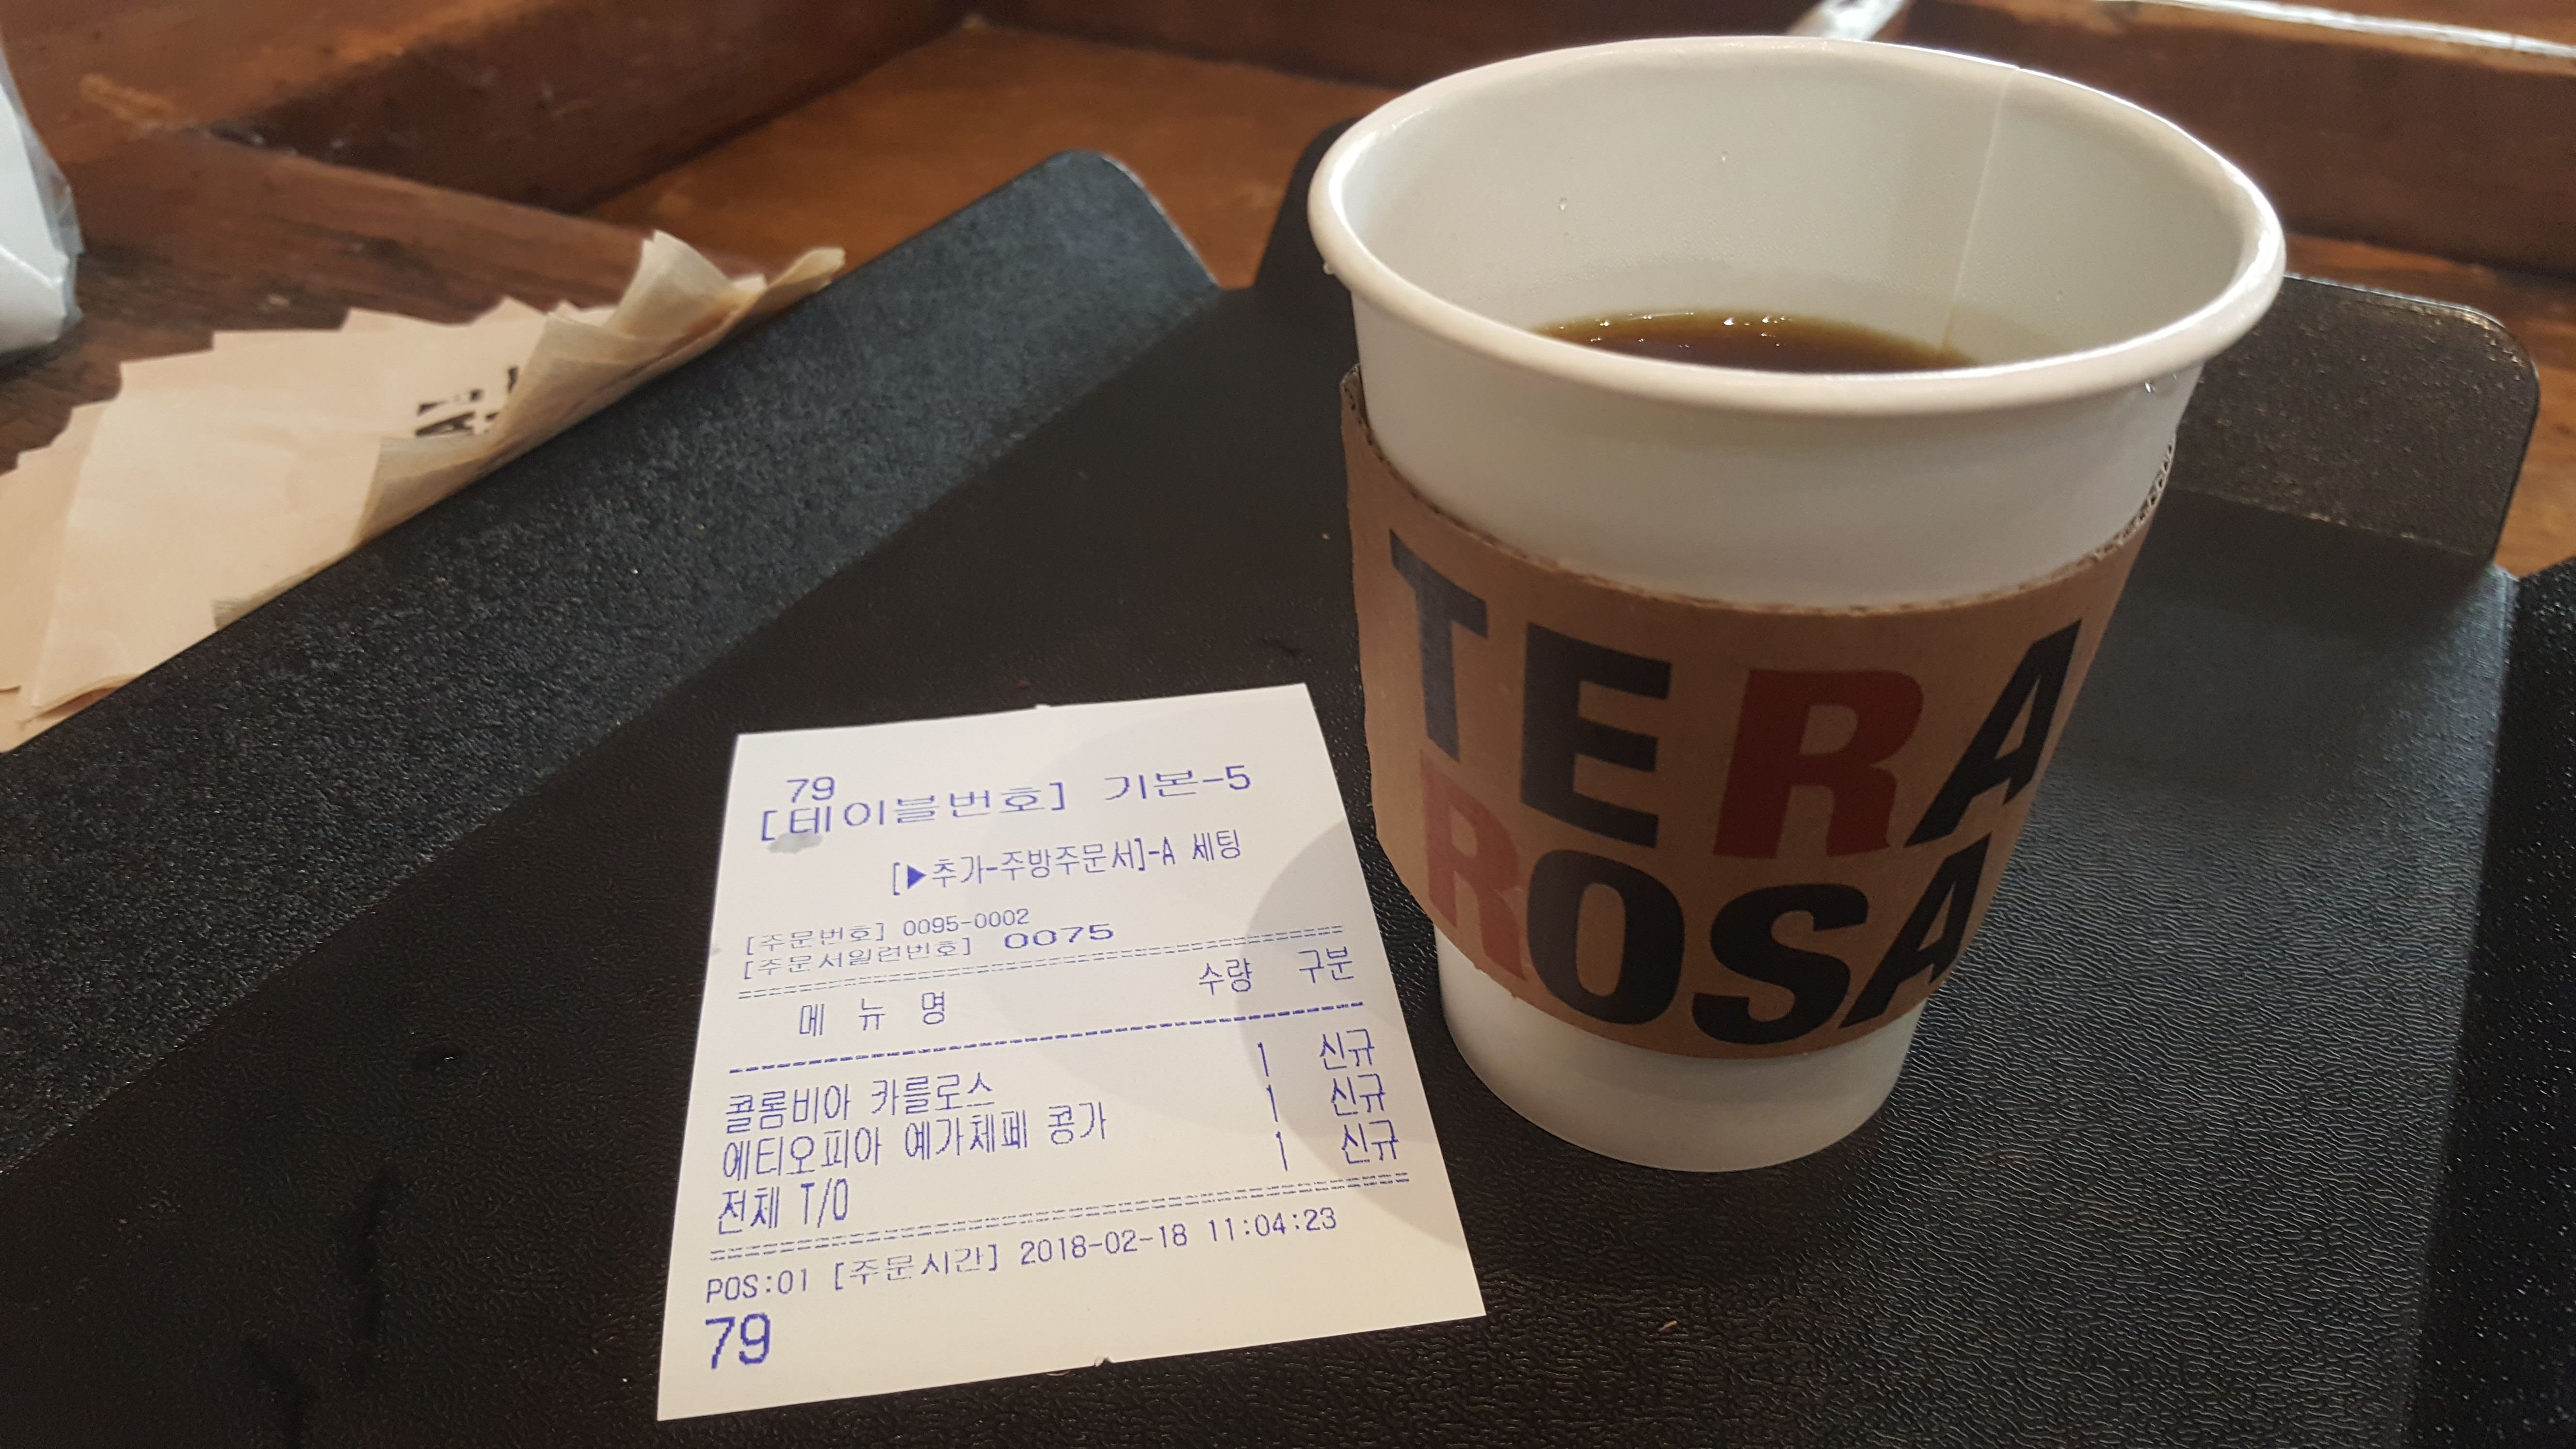 79
[테이블번호] 기본-5
[▶추가-주방주문서]-A 세팅
[주문번호] 0095-0002
[주문서일련번호] 0075
메 뉴 명 수량 구분
콜롬비아 카를로스 1 신규
에티오피아 예가체페 콩가 1 신규
전체 T/O 1 신규
POS:01 [주문시간] 2018-02-18 11:04:23
79
TERA
ROSA